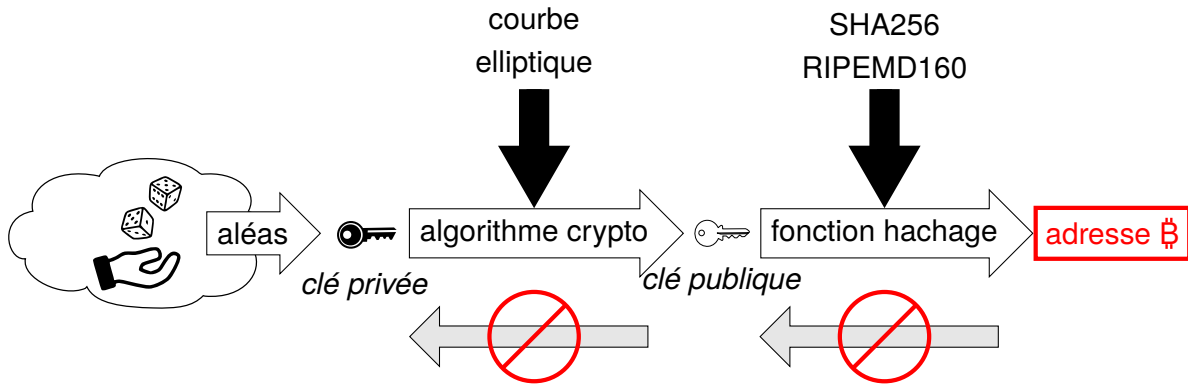 courbe
elliptique
SHA256
RIPEMD160
aléas
clé privée
algorithme crypto
clé publique
fonction hachage
adresse ₿